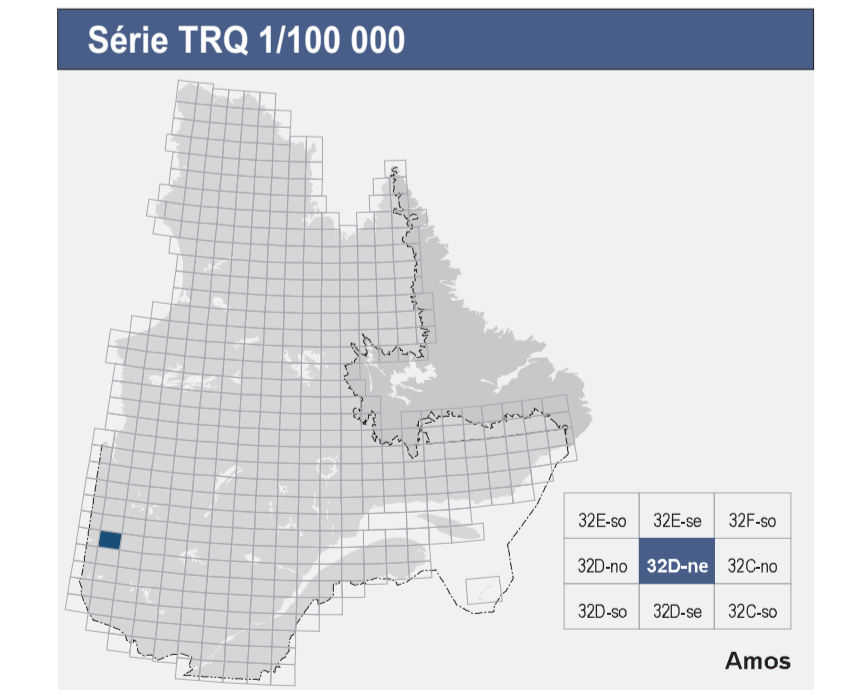 Série TRQ 1/100 000
32E-so 32E-se 32F-so
32D-no 32D-ne 32C-no
32D-so 32D-se 32C-so
Amos